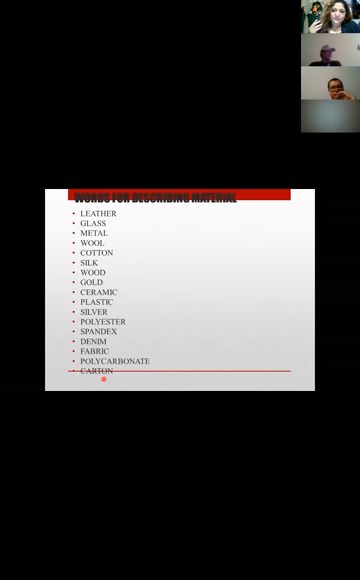 WORDS FOR DESCRIBING MATERIAL
• LEATHER
• GLASS
• METAL
• WOOL
• COTTON
• SILK
• WOOD
• GOLD
• CERAMIC
• PLASTIC
• SILVER
• POLYESTER
• SPANDEX
• DENIM
• FABRIC
• POLYCARBONATE
• CARTON